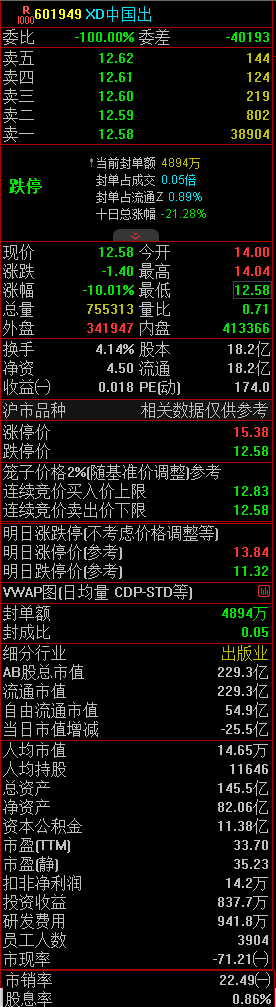 R
1000 601949 XD中国出
委比 -100.00% 委差 -40193
卖五 12.62 144
卖四 12.61 124
卖三 12.60 219
卖二 12.59 802
卖一 12.58 38904
跌停
!当前封单额 4894万
封单占成交 0.05倍
封单占流通Z 0.89%
十日总涨幅 -21.28%
现价 12.58 今开 14.00
涨跌 -1.40 最高 14.04
涨幅 -10.01% 最低 12.58
总量 755313 量比 0.71
外盘 341947 内盘 413366
换手 4.14% 股本 18.2亿
净资 4.50 流通 18.2亿
收益㈠ 0.018 PE(动) 174.0
沪市品种 相关数据仅供参考
涨停价 15.38
跌停价 12.58
笼子价格2%(随基准价调整)参考
连续竞价买入价上限 12.83
连续竞价卖出价下限 12.58
明日涨跌停(不考虑价格调整等)
明日涨停价(参考) 13.84
明日跌停价(参考) 11.32
VWAP图(日均量 CDP-STD等)
封单额 4894万
封成比 0.05
细分行业 出版业
AB股总市值 229.3亿
流通市值 229.3亿
自由流通市值 54.9亿
当日市值增减 -25.5亿
人均市值 14.65万
人均持股 11646
总资产 145.5亿
净资产 82.06亿
资本公积金 11.38亿
市盈(TTM) 33.70
市盈(静) 35.23
扣非净利润 14.2万
投资收益 837.7万
研发费用 941.8万
员工人数 3904
市现率 -71.21㈠
市销率 22.49㈠
股息率 0.86%